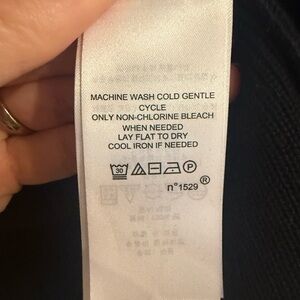 MACHINE WASH COLD GENTLE
CYCLE
ONLY NON-CHLORINE BLEACH
WHEN NEEDED
LAY FLAT TO DRY
COOL IRON IF NEEDED
30 P
n°1529 ®